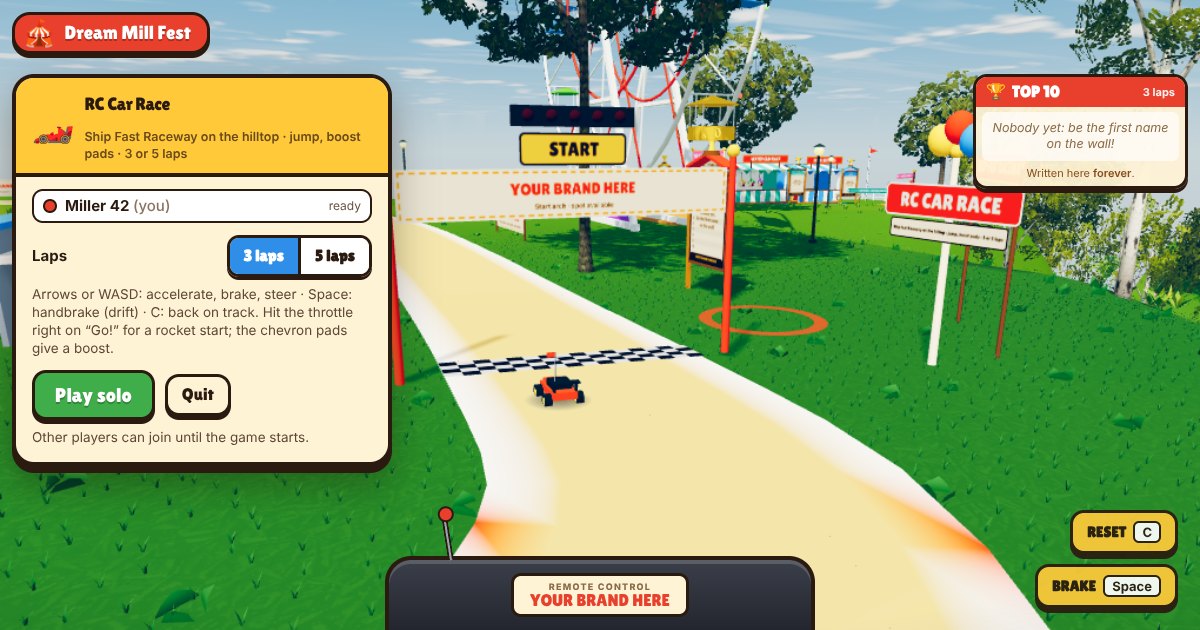 Dream Mill Fest
RC Car Race
Ship Fast Raceway on the hilltop · jump, boost
pads · 3 or 5 laps
Miller 42 (you)
ready
Laps
3 laps
5 laps
Arrows or WASD: accelerate, brake, steer · Space:
handbrake (drift) · C: back on track. Hit the throttle
right on “Go!” for a rocket start; the chevron pads
give a boost.
Play solo
Quit
Other players can join until the game starts.
START
YOUR BRAND HERE
Start arch · spot available
TOP 10
3 laps
Nobody yet: be the first name
on the wall!
Written here forever.
RC CAR RACE
REMOTE CONTROL
YOUR BRAND HERE
RESET
C
BRAKE
Space